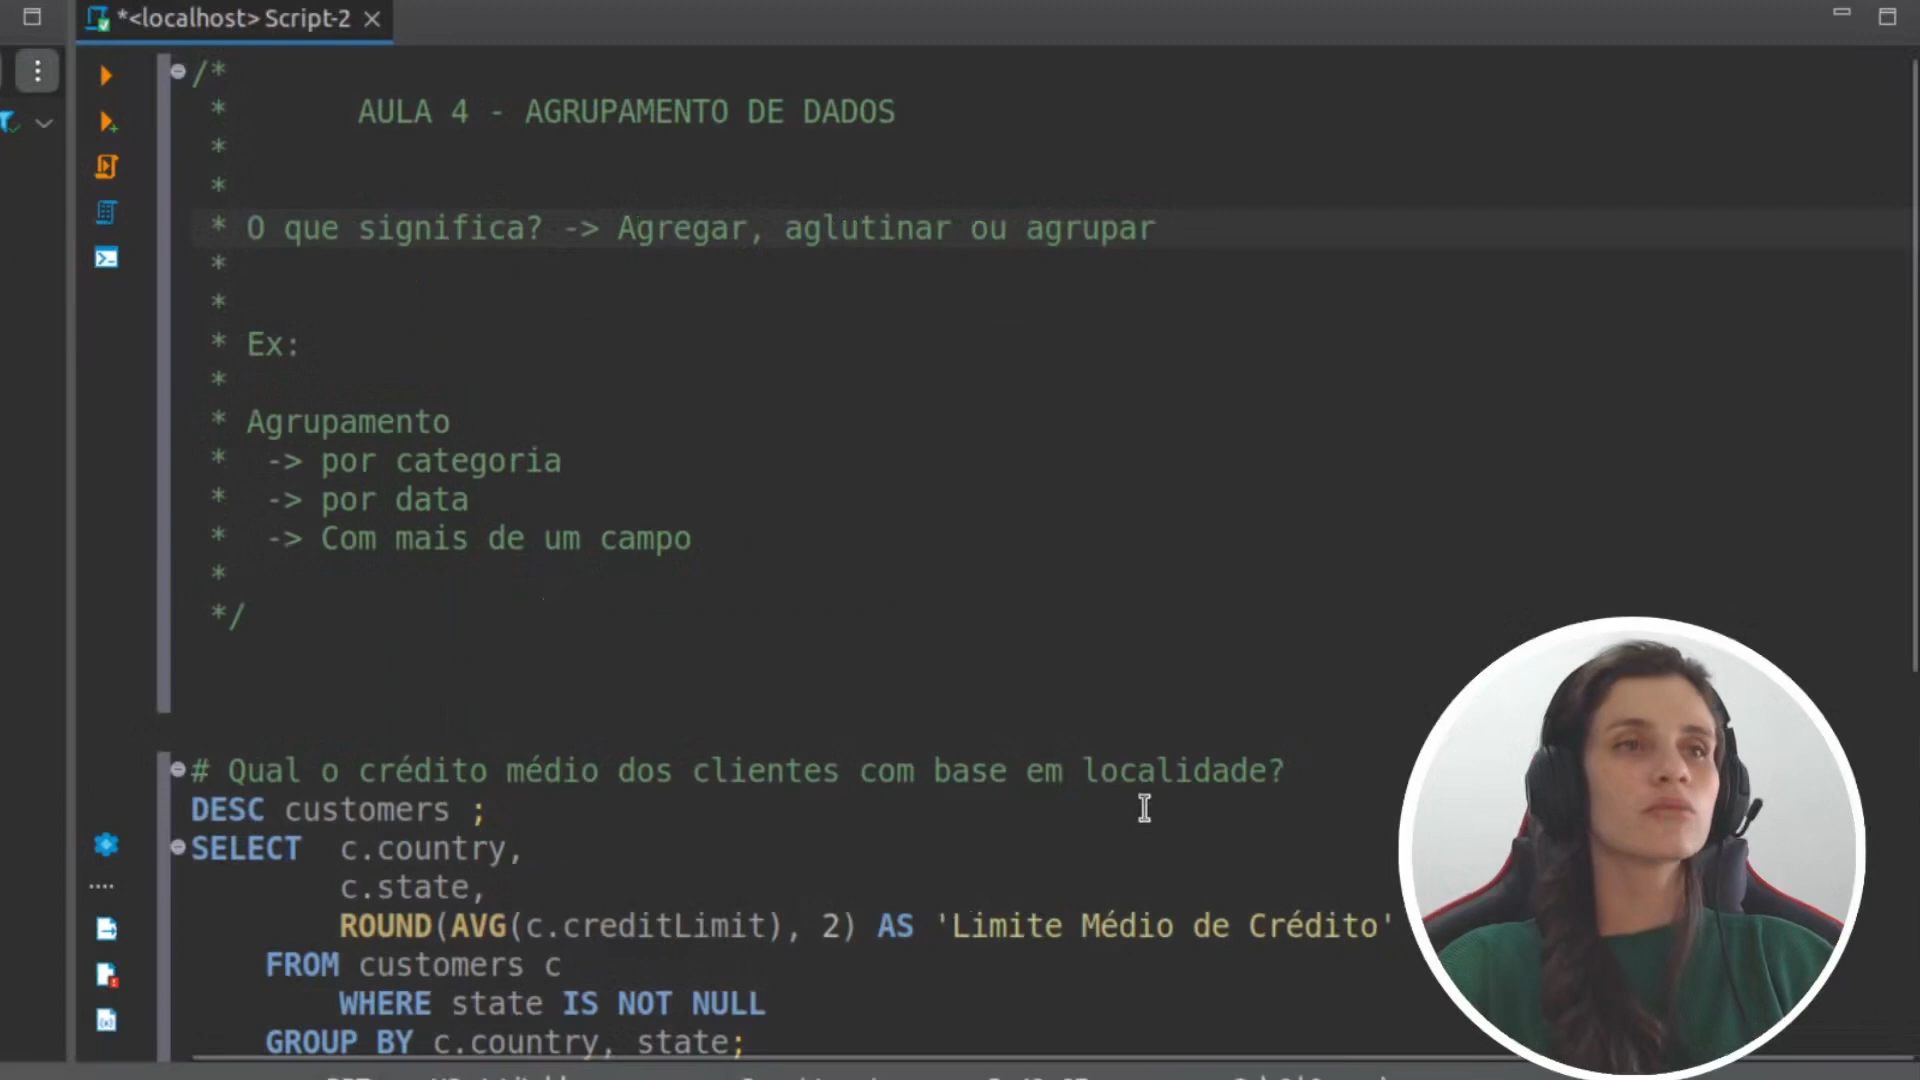 *<localhost> Script-2
/*
* AULA 4 - AGRUPAMENTO DE DADOS
*
*
* O que significa? -> Agregar, aglutinar ou agrupar
*
*
* Ex:
*
* Agrupamento
* -> por categoria
* -> por data
* -> Com mais de um campo
*
*/
# Qual o crédito médio dos clientes com base em localidade?
DESC customers ;
SELECT c.country,
c.state,
ROUND(AVG(c.creditLimit), 2) AS 'Limite Médio de Crédito'
FROM customers c
WHERE state IS NOT NULL
GROUP BY c.country, state;